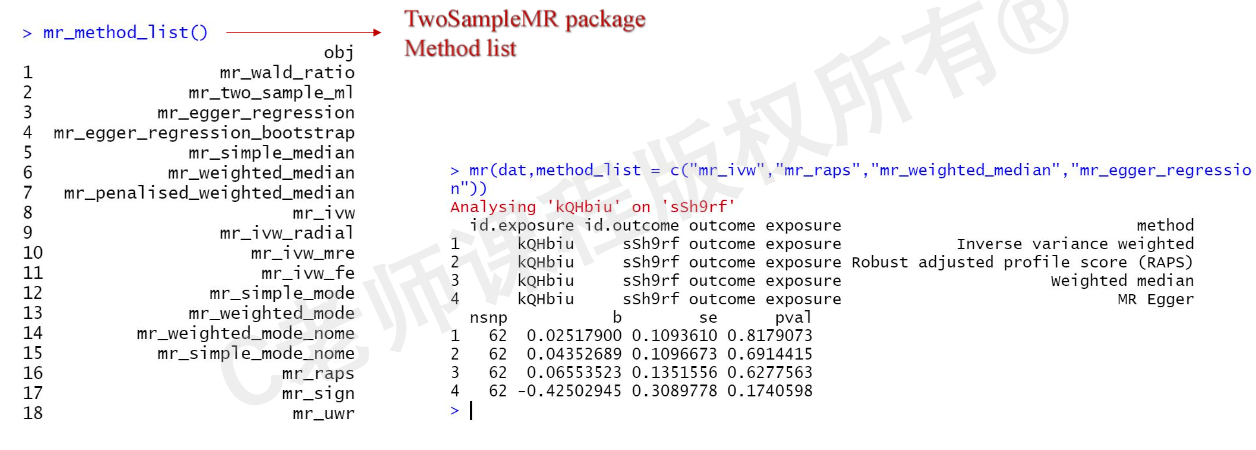 > mr_method_list()
obj
1 mr_wald_ratio
2 mr_two_sample_ml
3 mr_egger_regression
4 mr_egger_regression_bootstrap
5 mr_simple_median
6 mr_weighted_median
7 mr_penalised_weighted_median
8 mr_ivw
9 mr_ivw_radial
10 mr_ivw_mre
11 mr_ivw_fe
12 mr_simple_mode
13 mr_weighted_mode
14 mr_weighted_mode_nome
15 mr_simple_mode_nome
16 mr_raps
17 mr_sign
18 mr_uwr
TwoSampleMR package
Method list
> mr(dat,method_list = c("mr_ivw","mr_raps","mr_weighted_median","mr_egger_regressio
n"))
Analysing 'kQHbiu' on 'sSh9rf'
id.exposure id.outcome outcome exposure method
1 kQHbiu sSh9rf outcome exposure Inverse variance weighted
2 kQHbiu sSh9rf outcome exposure Robust adjusted profile score (RAPS)
3 kQHbiu sSh9rf outcome exposure Weighted median
4 kQHbiu sSh9rf outcome exposure MR Egger
nsnp b se pval
1 62 0.02517900 0.1093610 0.8179073
2 62 0.04352689 0.1096673 0.6914415
3 62 0.06553523 0.1351556 0.6277563
4 62 -0.42502945 0.3089778 0.1740598
>
C老师课程版权所有®